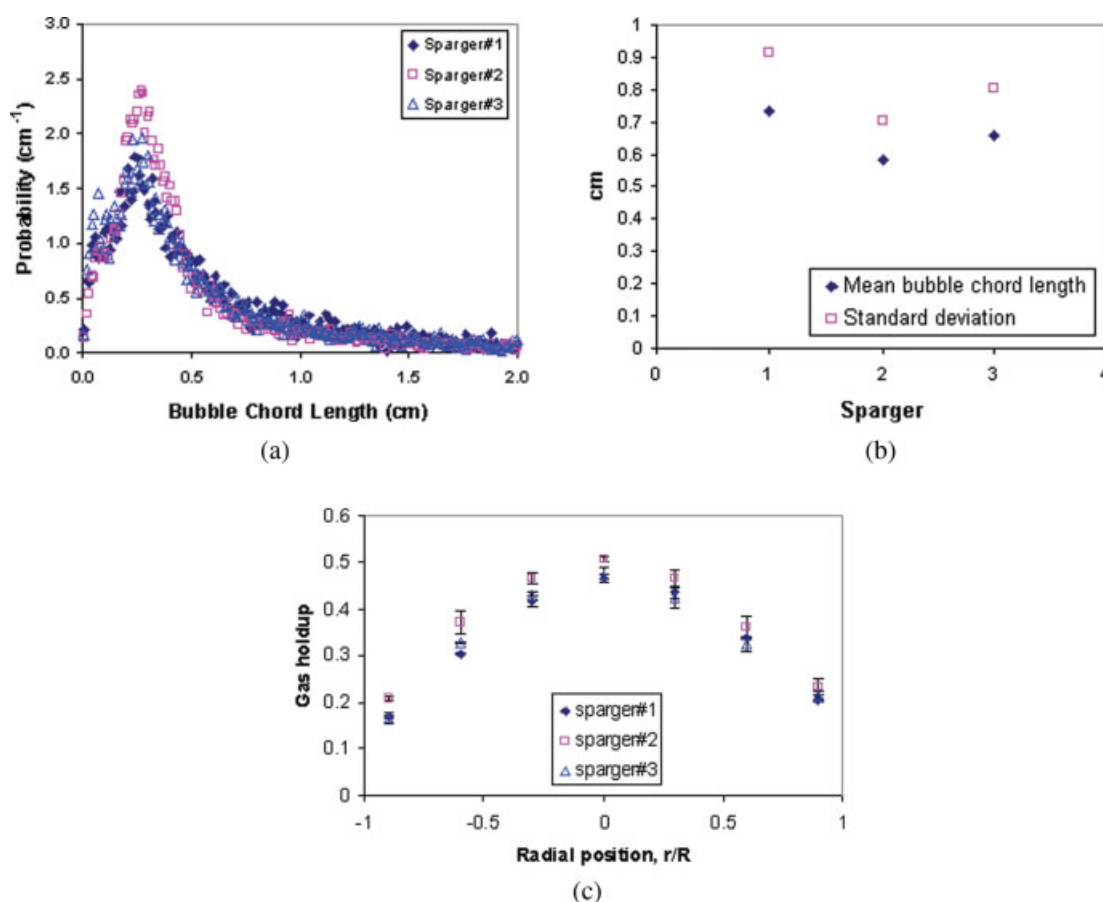 3.0
2.5
2.0
1.5
1.0
0.5
0.0
Probability (cm⁻¹)
Sparger#1
Sparger#2
Sparger#3
0.0 0.5 1.0 1.5 2.0
Bubble Chord Length (cm)
(a)
1
0.9
0.8
0.7
0.6
0.5
0.4
0.3
0.2
0.1
0
cm
Mean bubble chord length
Standard deviation
0 1 2 3 4
Sparger
(b)
0.6
0.5
0.4
0.3
0.2
0.1
0
Gas holdup
sparger#1
sparger#2
sparger#3
-1 -0.5 0 0.5 1
Radial position, r/R
(c)